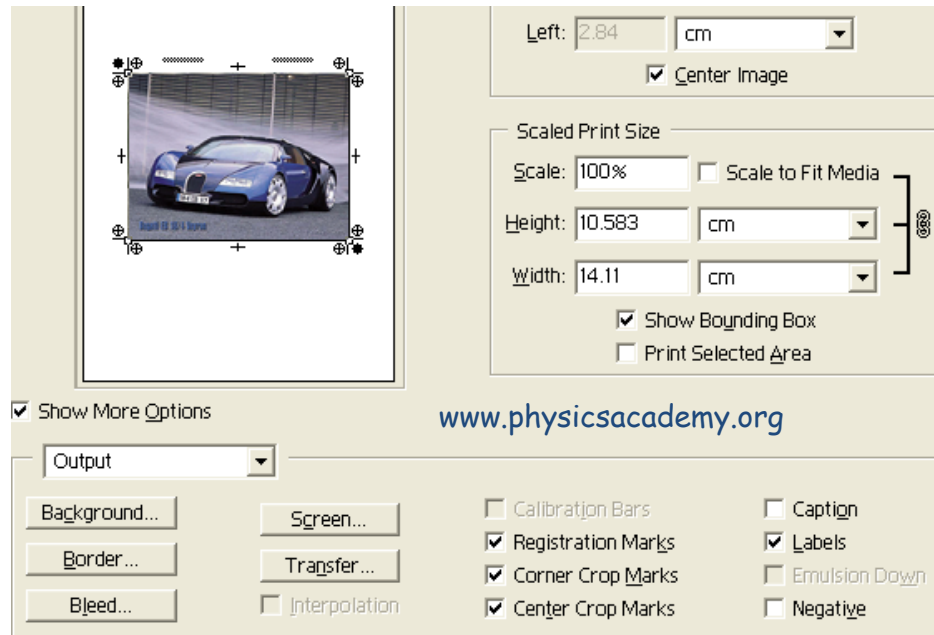 Left: 2.84 cm
Center Image
Scaled Print Size
Scale: 100% Scale to Fit Media
Height: 10.583 cm
Width: 14.11 cm
Show Bounding Box
Print Selected Area
Show More Options
www.physicsacademy.org
Output
Background... Screen... Calibration Bars Caption
Registration Marks Labels
Border... Transfer... Corner Crop Marks Emulsion Down
Bleed... Interpolation Center Crop Marks Negative